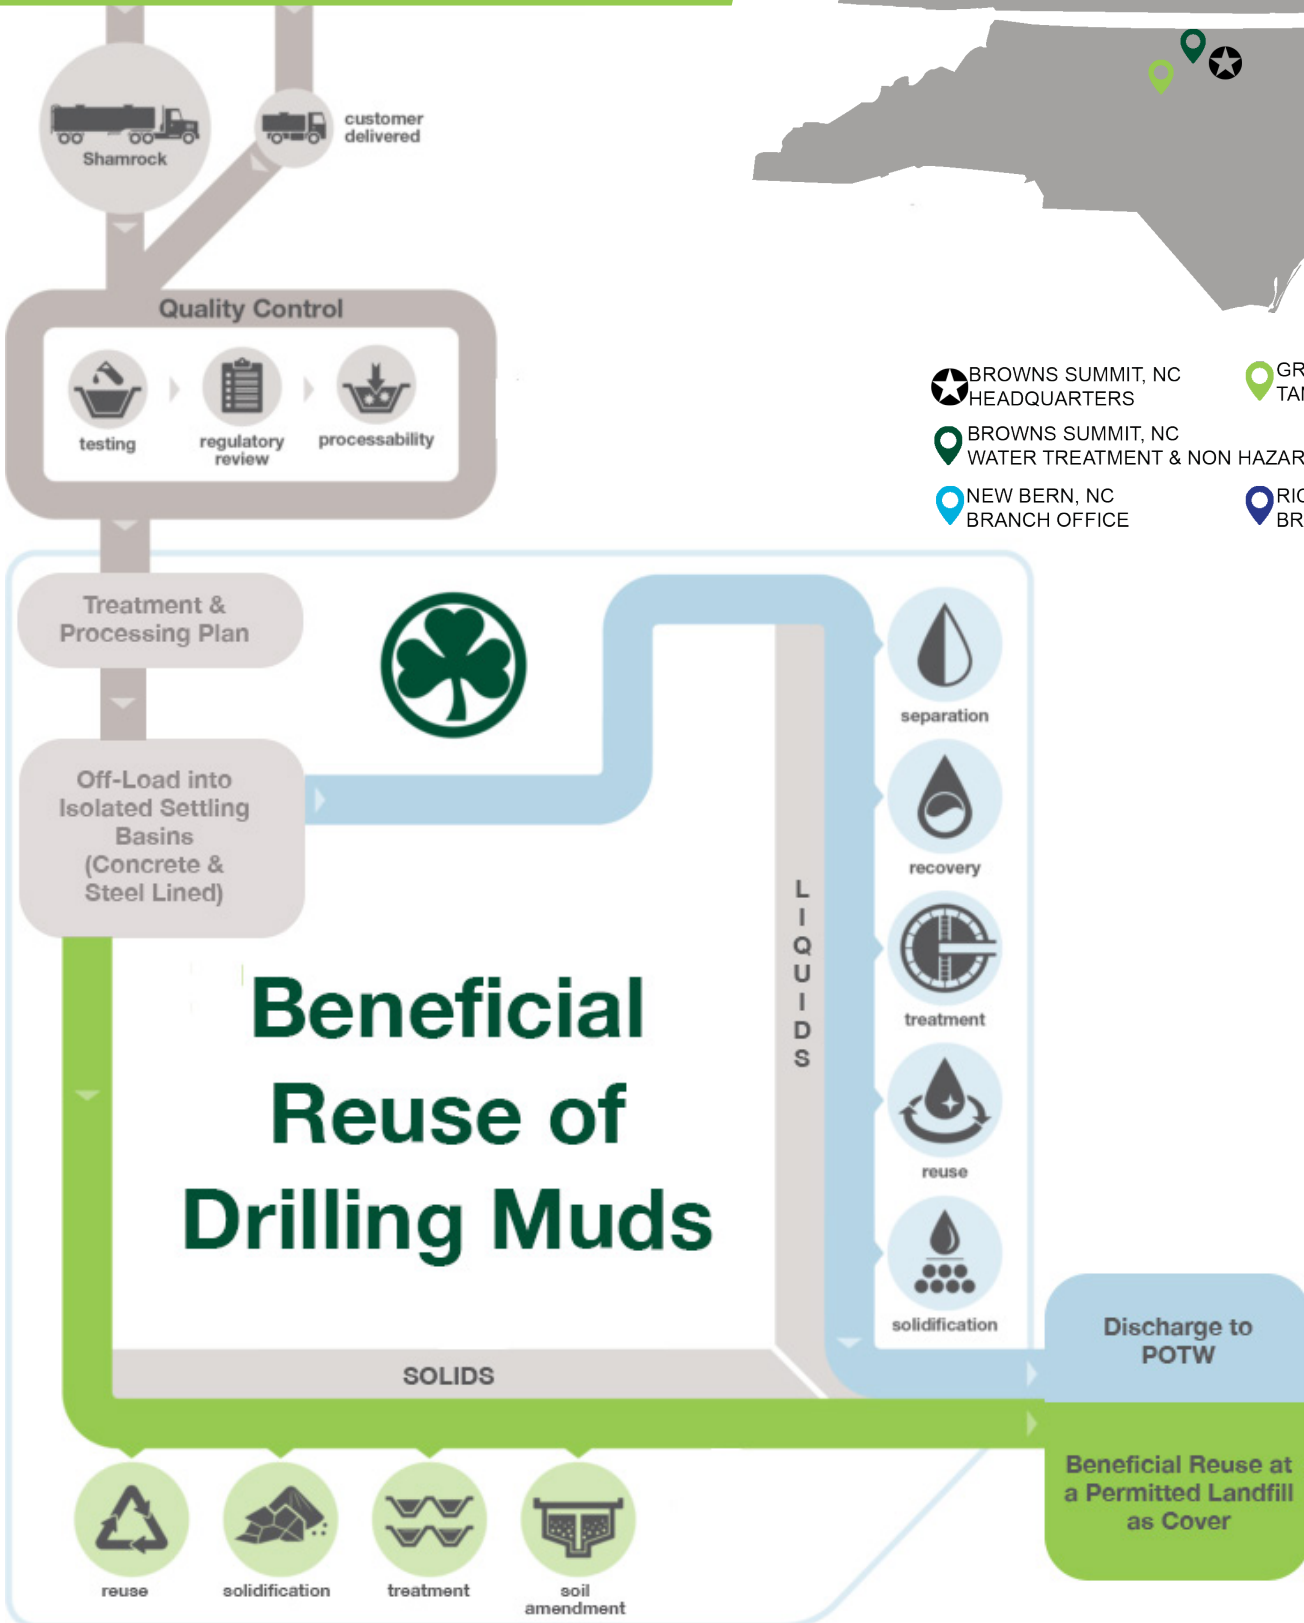 customer
delivered
Shamrock
Quality Control
testing
regulatory
review
processability
BROWNS SUMMIT, NC
HEADQUARTERS
BROWNS SUMMIT, NC
WATER TREATMENT & NON
NEW BERN, NC
BRANCH OFFICE
Treatment &
Processing Plan
Off-Load into
Isolated Settling
Basins
(Concrete &
Steel Lined)
Beneficial
Reuse of
Drilling Muds
LIQUIDS
separation
recovery
treatment
reuse
solidification
SOLIDS
Discharge to
POTW
Beneficial Reuse at
a Permitted Landfill
as Cover
reuse
solidification
treatment
soil
amendment